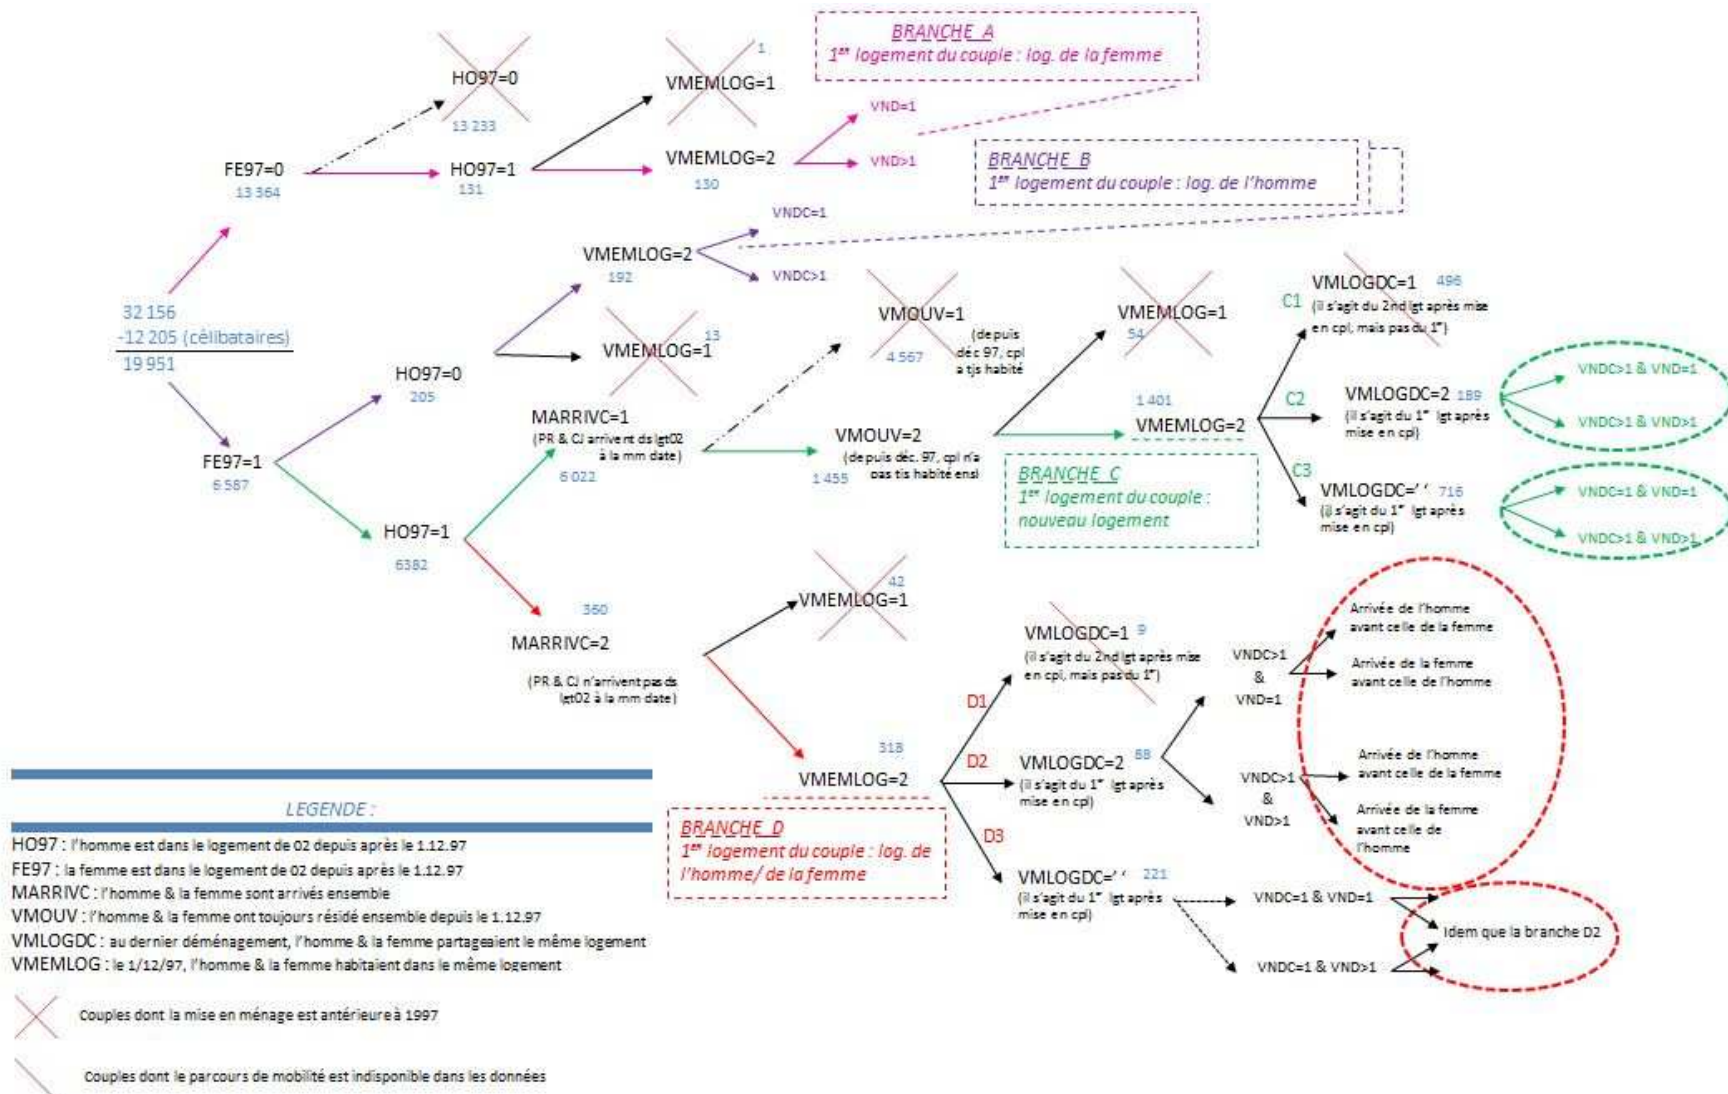 BRANCHE_A
1er logement du couple : log. de la femme
1
HO97=0
VMEMLOG=1
VND=1
13 233
VMEMLOG=2
VND>1
FE97=0
HO97=1
13 364
131
130
BRANCHE_B
1er logement du couple : log. de l'homme
VNDC=1
VMEMLOG=2
192
VNDC>1
VMLOGDC=1 496
C1
(il s'agit du 2nd lgt après mise
en cpl, mais pas du 1er)
32 156
-12 205 (célibataires)
19 951
VMOUV=1
4 567
(depuis
déc 97, cpl
a tjs habité
VMEMLOG=1
54
13
VMEMLOG=1
HO97=0
205
VNDC>1 & VND=1
VMLOGDC=2 189
C2
(il s'agit du 1er lgt après
mise en cpl)
VNDC>1 & VND>1
1 401
VMEMLOG=2
MARRIVC=1
(PR & CJ arrivent ds lgt02
à la mm date)
6 022
VMOUV=2
(depuis déc. 97, cpl n'a
pas tjs habité ens)
1 455
FE97=1
6 587
BRANCHE_C
1er logement du couple :
nouveau logement
C3
VMLOGDC=' ' 716
(il s'agit du 1er lgt après
mise en cpl)
VNDC=1 & VND=1
VNDC>1 & VND>1
HO97=1
6382
42
VMEMLOG=1
360
MARRIVC=2
(PR & CJ n'arrivent pas ds
lgt02 à la mm date)
VMLOGDC=1 9
(il s'agit du 2nd lgt après mise
en cpl, mais pas du 1er)
D1
VNDC>1
&
VND=1
Arrivée de l'homme
avant celle de la femme
Arrivée de la femme
avant celle de l'homme
318
VMEMLOG=2
D2
VMLOGDC=2 88
(il s'agit du 1er lgt après
mise en cpl)
VNDC>1
&
VND>1
Arrivée de l'homme
avant celle de la femme
Arrivée de la femme
avant celle de
l'homme
BRANCHE_D
1er logement du couple : log. de
l'homme/ de la femme
D3
VMLOGDC=' ' 221
(il s'agit du 1er lgt après
mise en cpl)
VNDC=1 & VND=1
Idem que la branche D2
VNDC=1 & VND>1
LEGENDE :
HO97 : l'homme est dans le logement de 02 depuis après le 1.12.97
FE97 : la femme est dans le logement de 02 depuis après le 1.12.97
MARRIVC : l'homme & la femme sont arrivés ensemble
VMOUV : l'homme & la femme ont toujours résidé ensemble depuis le 1.12.97
VMLOGDC : au dernier déménagement, l'homme & la femme partageaient le même logement
VMEMLOG : le 1/12/97, l'homme & la femme habitaient dans le même logement
Couples dont la mise en ménage est antérieure à 1997
Couples dont le parcours de mobilité est indisponible dans les données